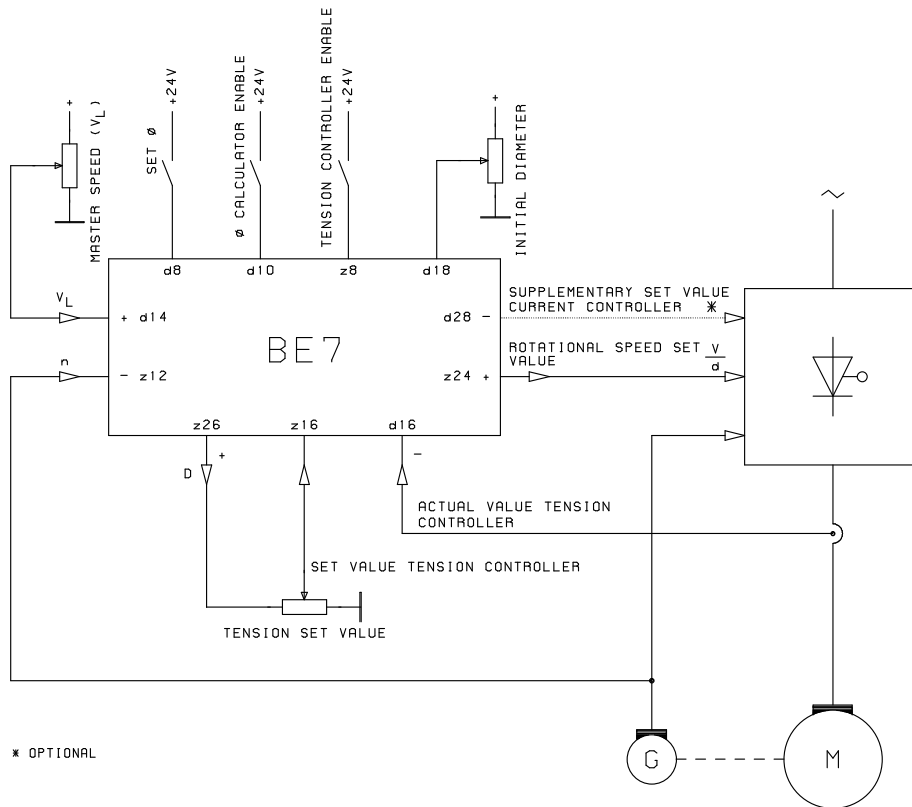 MASTER SPEED (VL)
+
SET Ø
+24V
Ø CALCULATOR ENABLE
+24V
TENSION CONTROLLER ENABLE
+24V
+
INITIAL DIAMETER
~
d8
d10
z8
d18
VL
+ d14
d28 -
SUPPLEMENTARY SET VALUE
CURRENT CONTROLLER *
BE7
n
- z12
z24 +
ROTATIONAL SPEED SET
VALUE
V
d
z26
z16
d16
D
+
-
ACTUAL VALUE TENSION
CONTROLLER
SET VALUE TENSION CONTROLLER
TENSION SET VALUE
* OPTIONAL
G
M